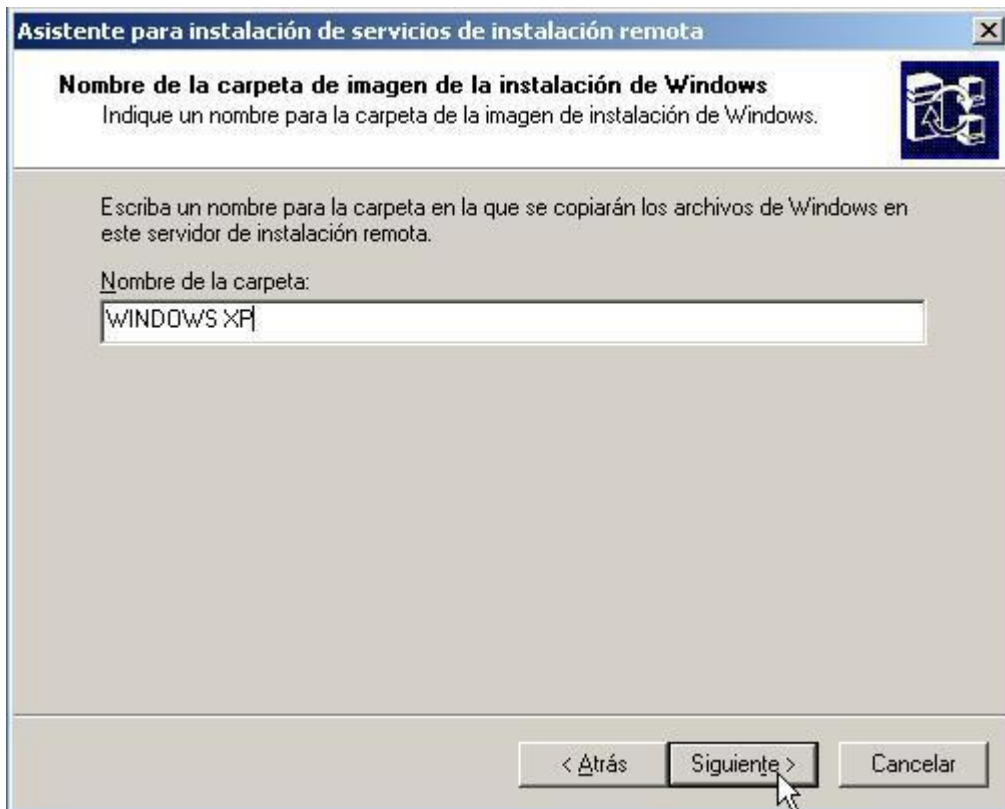 Asistente para instalación de servicios de instalación remota
Nombre de la carpeta de imagen de la instalación de Windows
Indique un nombre para la carpeta de la imagen de instalación de Windows.
Escriba un nombre para la carpeta en la que se copiarán los archivos de Windows en
este servidor de instalación remota.
Nombre de la carpeta:
WINDOWS XP
< Atrás
Siguiente >
Cancelar